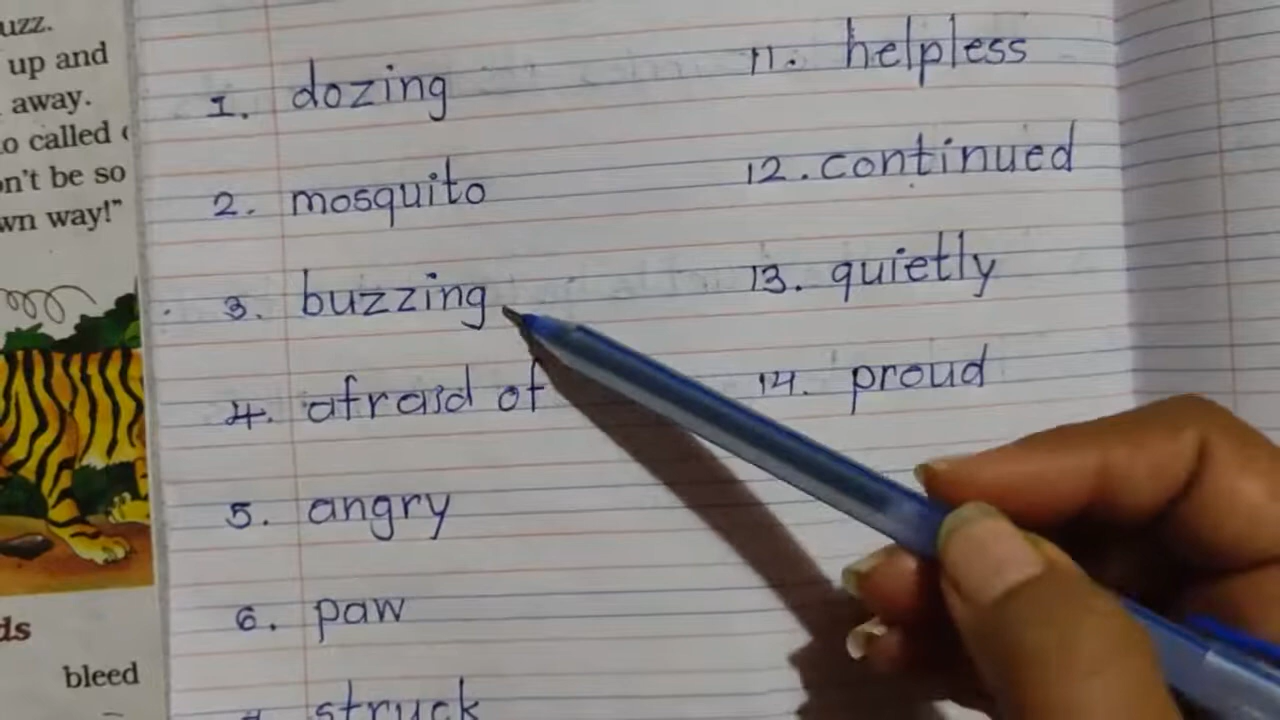 uzz.
up and
away.
o called
n't be so
wn way!"
ds
bleed
1. dozing
2. mosquito
3. buzzing
4. afraid of
5. angry
6. paw
struck
11. helpless
12. continued
13. quietly
14. proud